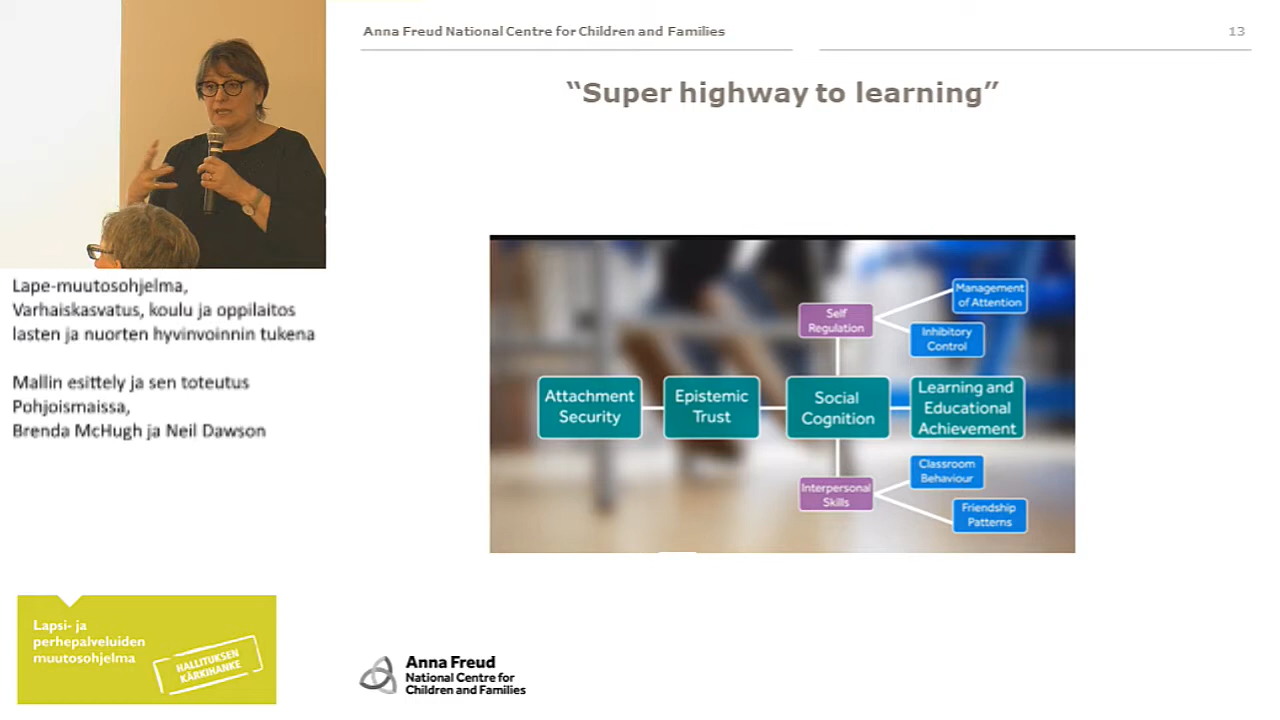 Anna Freud National Centre for Children and Families
13
“Super highway to learning”
Lape-muutosohjelma,
Varhaiskasvatus, koulu ja oppilaitos
lasten ja nuorten hyvinvoinnin tukena
Mallin esittely ja sen toteutus
Pohjoismaissa,
Brenda McHugh ja Neil Dawson
Attachment
Security
Epistemic
Trust
Social
Cognition
Learning and
Educational
Achievement
Self
Regulation
Management
of Attention
Inhibitory
Control
Interpersonal
Skills
Classroom
Behaviour
Friendship
Patterns
Lapsi- ja
perhepalveluiden
muutosohjelma
HALLITUKSEN
KÄRKIHANKE
Anna Freud
National Centre for
Children and Families